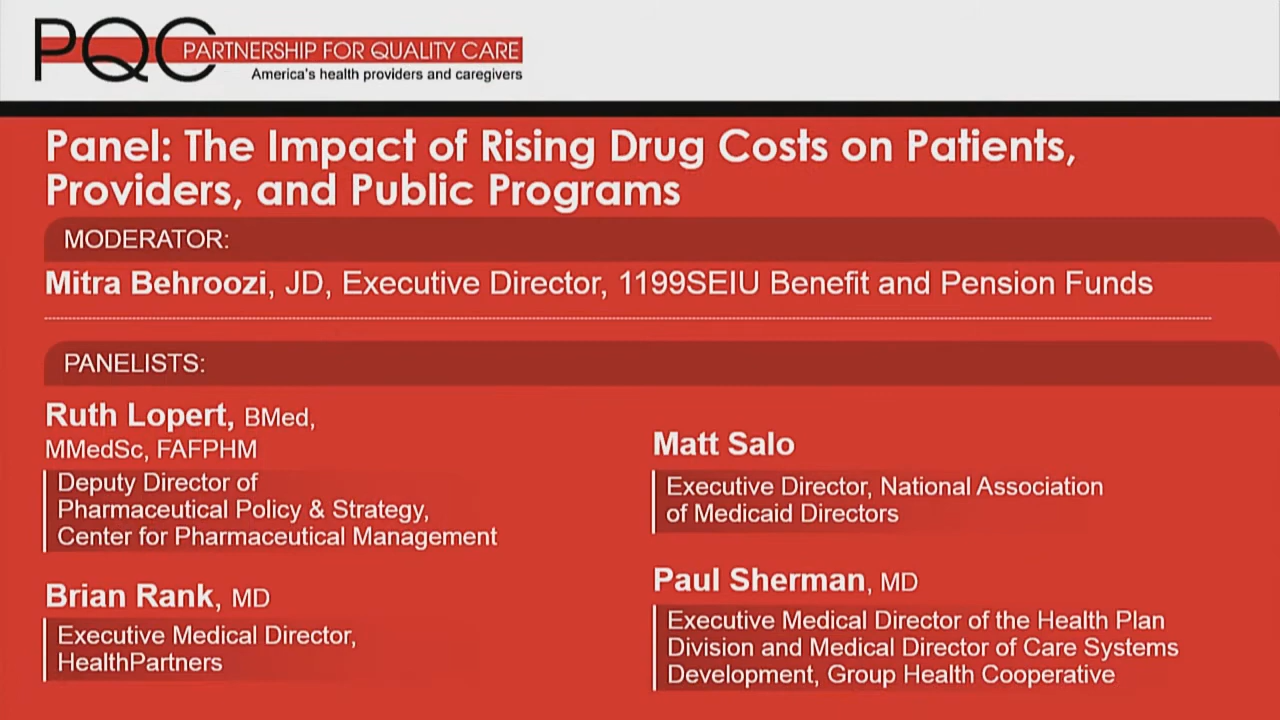 PQC
PARTNERSHIP FOR QUALITY CARE
America's health providers and caregivers
Panel: The Impact of Rising Drug Costs on Patients,
Providers, and Public Programs
MODERATOR:
Mitra Behroozi, JD, Executive Director, 1199SEIU Benefit and Pension Funds
PANELISTS:
Ruth Lopert, BMed,
MMedSc, FAFPHM
Deputy Director of
Pharmaceutical Policy & Strategy,
Center for Pharmaceutical Management
Brian Rank, MD
Executive Medical Director,
HealthPartners
Matt Salo
Executive Director, National Association
of Medicaid Directors
Paul Sherman, MD
Executive Medical Director of the Health Plan
Division and Medical Director of Care Systems
Development, Group Health Cooperative